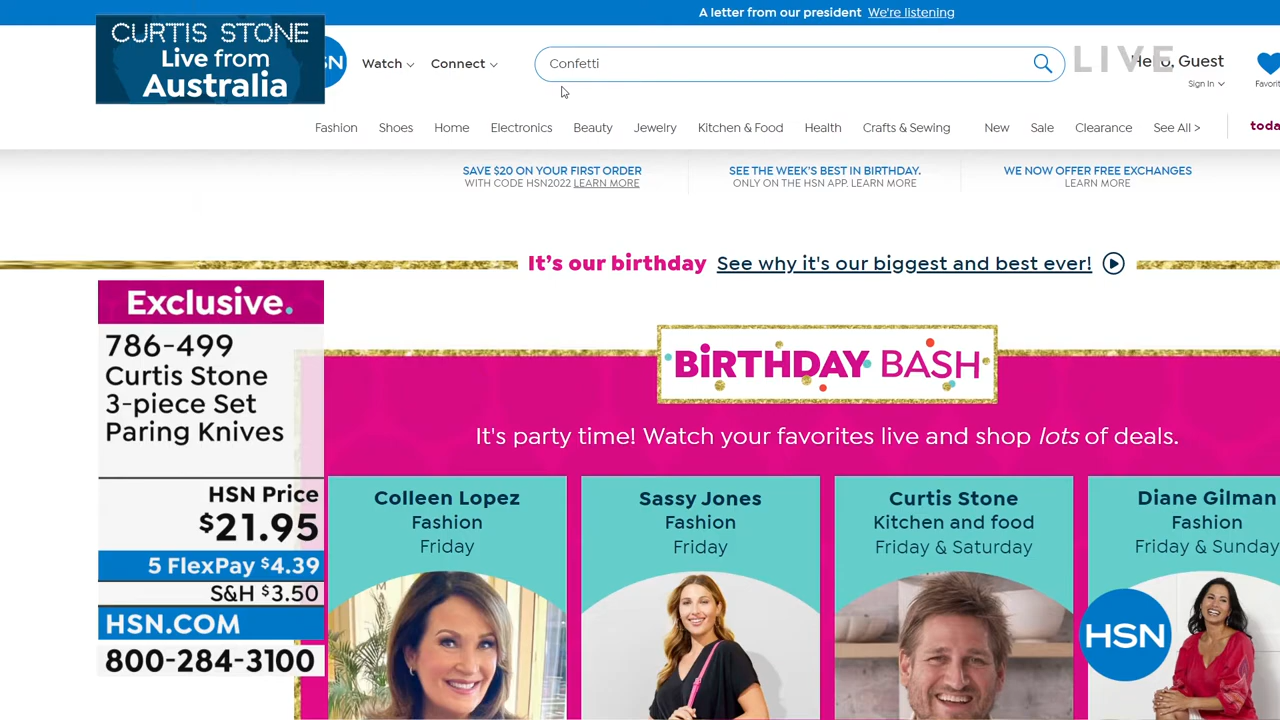 A letter from our president We're listening
CURTIS STONE
Live from
Australia
Watch Connect
Confetti
LIVE
Hello, Guest
Sign In
Fashion Shoes Home Electronics Beauty Jewelry Kitchen & Food Health Crafts & Sewing New Sale Clearance See All >
SAVE $20 ON YOUR FIRST ORDER
WITH CODE HSN2022 LEARN MORE
SEE THE WEEK'S BEST IN BIRTHDAY.
ONLY ON THE HSN APP. LEARN MORE
WE NOW OFFER FREE EXCHANGES
LEARN MORE
It's our birthday See why it's our biggest and best ever!
Exclusive.
786-499
Curtis Stone
3-piece Set
Paring Knives
HSN Price
$21.95
5 FlexPay $4.39
S&H $3.50
HSN.COM
800-284-3100
BiRTHDAY BASH
It's party time! Watch your favorites live and shop lots of deals.
Colleen Lopez
Fashion
Friday
Sassy Jones
Fashion
Friday
Curtis Stone
Kitchen and food
Friday & Saturday
Diane Gilman
Fashion
Friday & Sunday
HSN